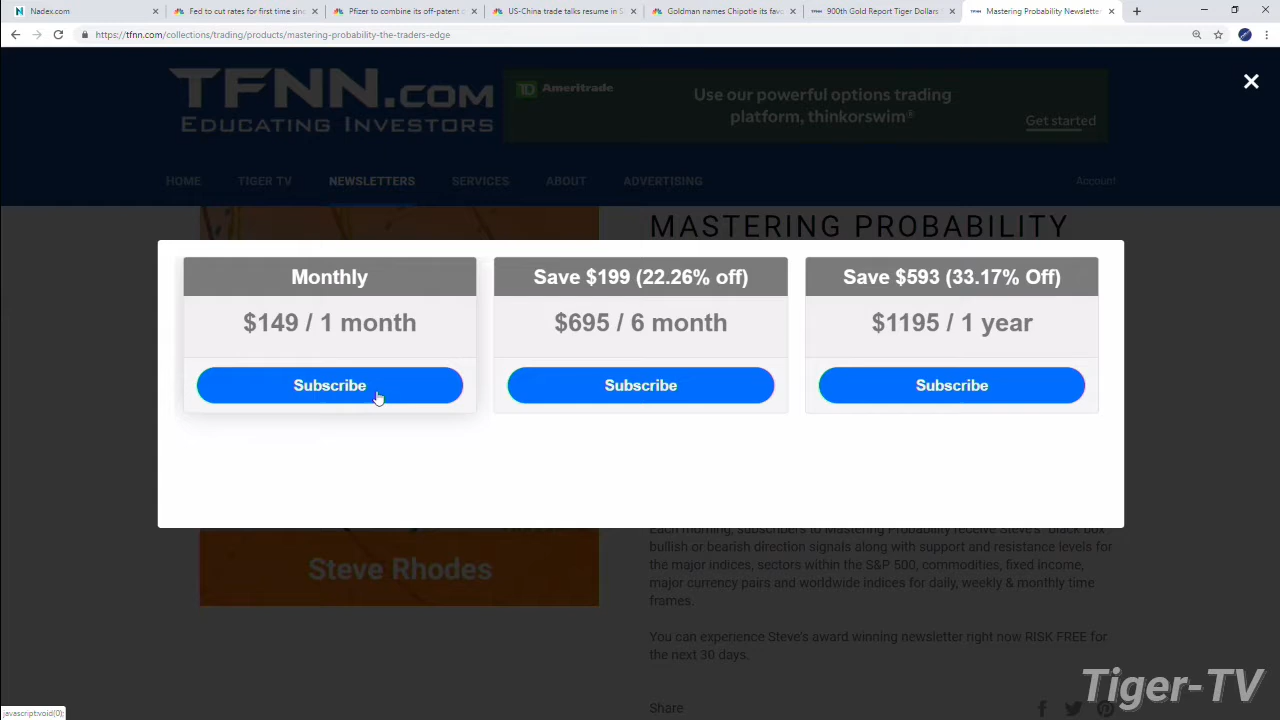 Nadex.com
Fed to cut rates for first time sinc
Pfizer to combine its off-patent d
US-China trade talks resume in S
Goldman names Chipotle its fav
900th Gold Report Tiger Dollars
Mastering Probability Newsletter
https://tfnn.com/collections/trading/products/mastering-probability-the-traders-edge
TFNN.COM
EDUCATING INVESTORS
TD Ameritrade
Use our powerful options trading
platform, thinkorswim®
Get started
HOME
TIGER TV
NEWSLETTERS
SERVICES
ABOUT
ADVERTISING
Account
MASTERING PROBABILITY
Monthly
$149 / 1 month
Subscribe
Save $199 (22.26% off)
$695 / 6 month
Subscribe
Save $593 (33.17% Off)
$1195 / 1 year
Subscribe
Steve Rhodes
Each morning, subscribers to Mastering Probability receive Steve's "black box
bullish or bearish direction signals along with support and resistance levels for
the major indices, sectors within the S&P 500, commodities, fixed income,
major currency pairs and worldwide indices for daily, weekly & monthly time
frames.
You can experience Steve's award winning newsletter right now RISK FREE for
the next 30 days.
Share
Tiger-TV
javascript:void(0);